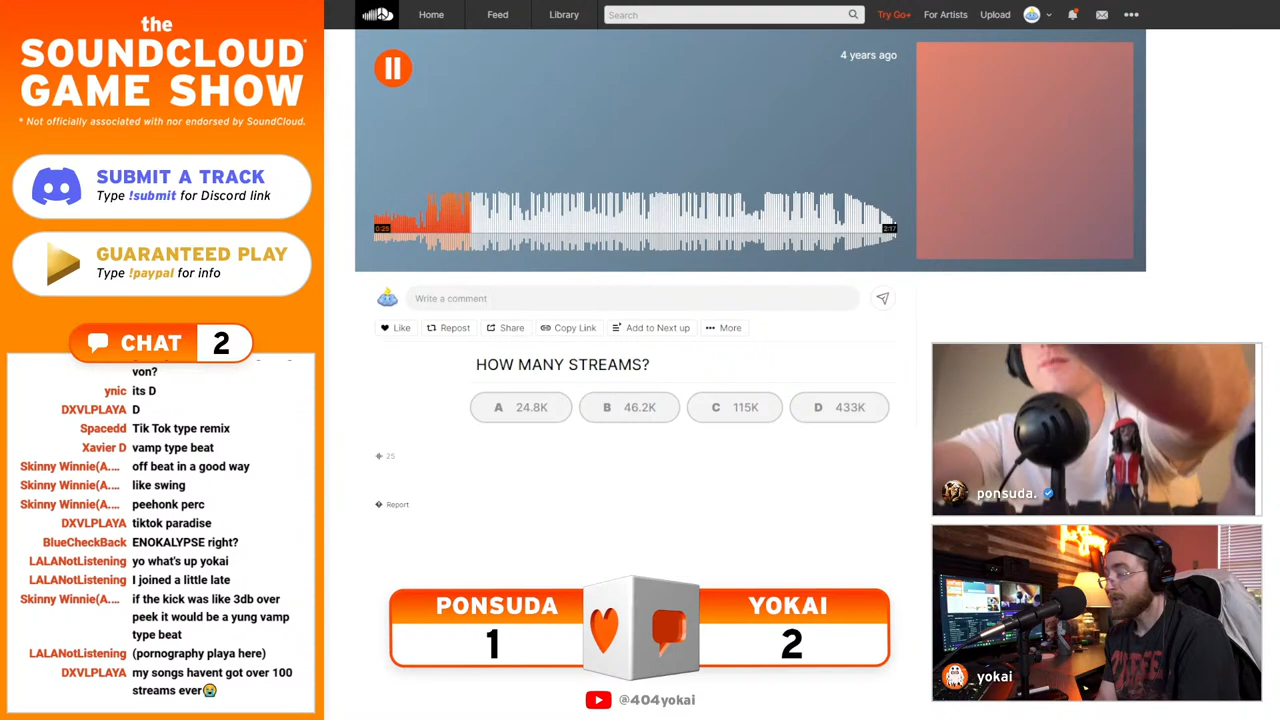 the
SOUNDCLOUD
GAME SHOW
* Not officially associated with nor endorsed by SoundCloud.
SUBMIT A TRACK
Type !submit for Discord link
GUARANTEED PLAY
Type !paypal for info
CHAT 2
von?
ynic its D
DXVLPLAYA D
Spacedd Tik Tok type remix
Xavier D vamp type beat
Skinny Winnie(A.... off beat in a good way
Skinny Winnie(A.... like swing
Skinny Winnie(A.... peehonk perc
DXVLPLAYA tiktok paradise
BlueCheckBack ENOKALYPSE right?
LALANotListening yo what's up yokai
LALANotListening I joined a little late
Skinny Winnie(A.... if the kick was like 3db over
peek it would be a yung vamp
type beat
LALANotListening (pornography playa here)
DXVLPLAYA my songs havent got over 100
streams ever😭
Home Feed Library Search Try Go+ For Artists Upload
4 years ago
0:25 2:17
Write a comment
Like Repost Share Copy Link Add to Next up More
HOW MANY STREAMS?
A 24.8K B 46.2K C 115K D 433K
25
Report
PONSUDA YOKAI
1 2
@404yokai
ponsuda.
yokai